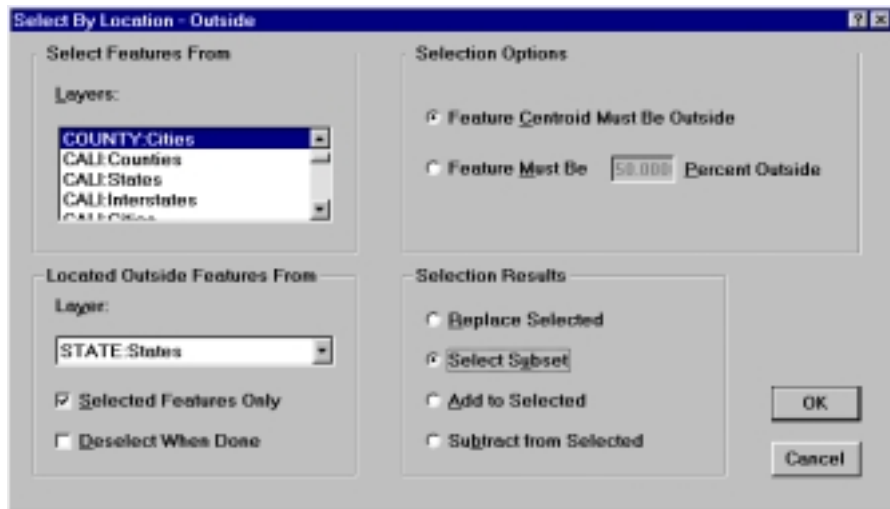 Select By Location - Outside
Select Features From
Layers:
COUNTY:Cities
CALI:Counties
CALI:States
CALI:Interstates
CALI:Cities
Selection Options
Feature Centroid Must Be Outside
Feature Must Be 50.000 Percent Outside
Located Outside Features From
Layer:
STATE:States
Selected Features Only
Deselect When Done
Selection Results
Replace Selected
Select Subset
Add to Selected
Subtract from Selected
OK
Cancel